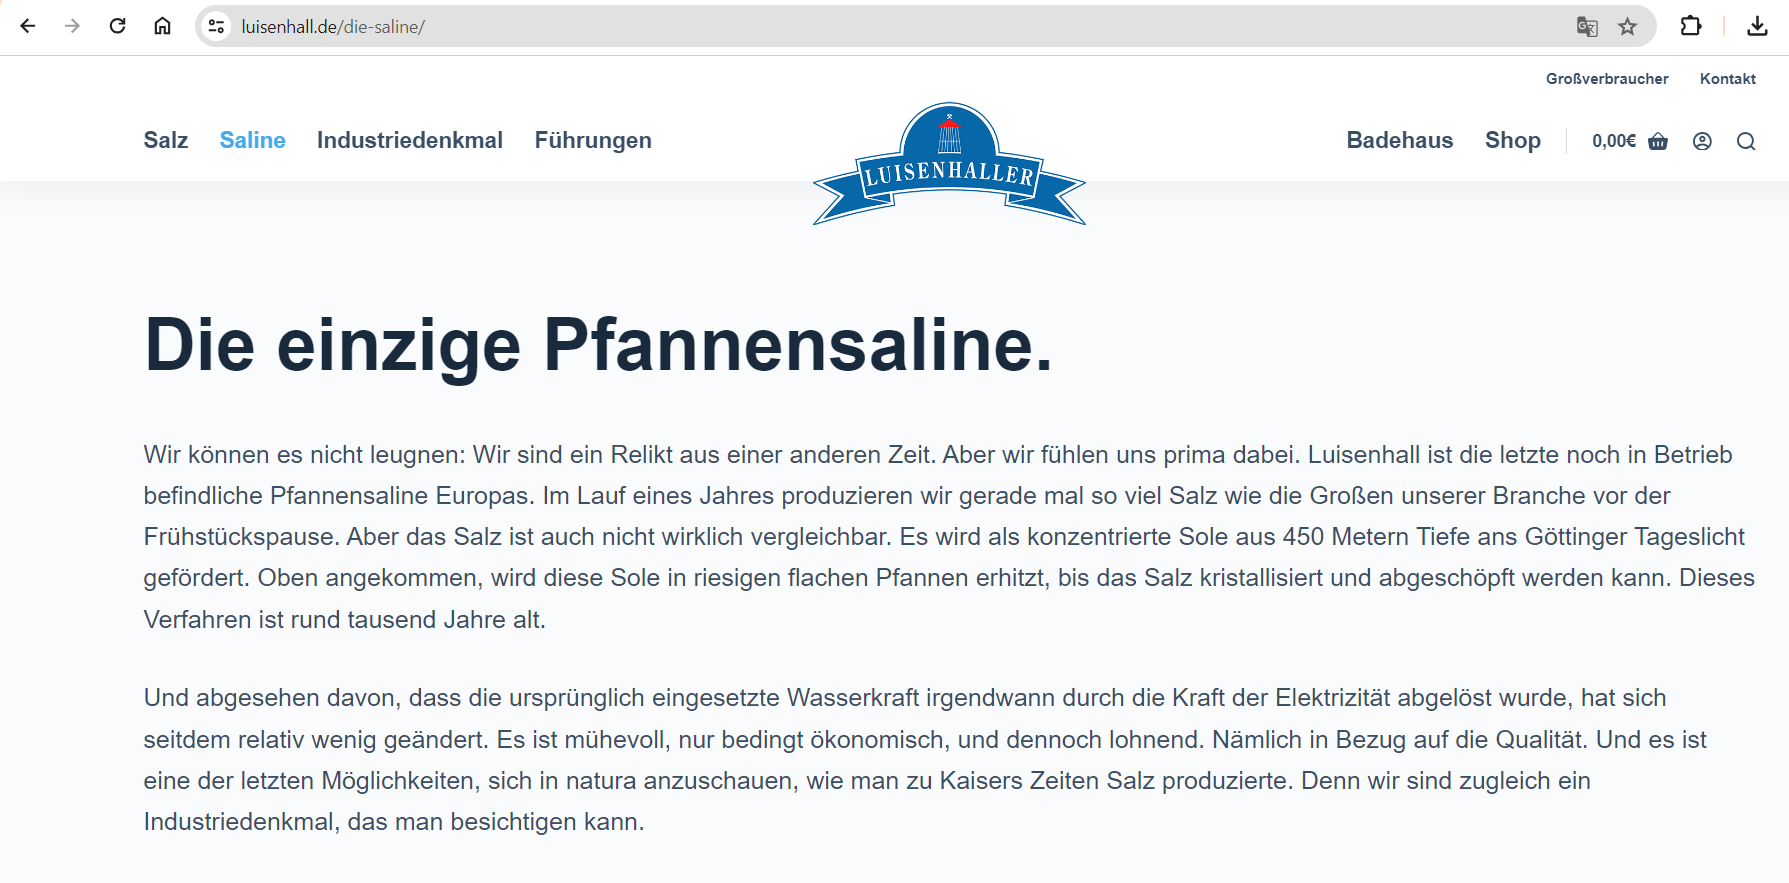 luisenhall.de/die-saline/
Großverbraucher Kontakt
Salz Saline Industriedenkmal Führungen
LUISENHALLER
Badehaus Shop 0,00€
Die einzige Pfannensaline.
Wir können es nicht leugnen: Wir sind ein Relikt aus einer anderen Zeit. Aber wir fühlen uns prima dabei. Luisenhall ist die letzte noch in Betrieb
befindliche Pfannensaline Europas. Im Lauf eines Jahres produzieren wir gerade mal so viel Salz wie die Großen unserer Branche vor der
Frühstückspause. Aber das Salz ist auch nicht wirklich vergleichbar. Es wird als konzentrierte Sole aus 450 Metern Tiefe ans Göttinger Tageslicht
gefördert. Oben angekommen, wird diese Sole in riesigen flachen Pfannen erhitzt, bis das Salz kristallisiert und abgeschöpft werden kann. Dieses
Verfahren ist rund tausend Jahre alt.
Und abgesehen davon, dass die ursprünglich eingesetzte Wasserkraft irgendwann durch die Kraft der Elektrizität abgelöst wurde, hat sich
seitdem relativ wenig geändert. Es ist mühevoll, nur bedingt ökonomisch, und dennoch lohnend. Nämlich in Bezug auf die Qualität. Und es ist
eine der letzten Möglichkeiten, sich in natura anzuschauen, wie man zu Kaisers Zeiten Salz produzierte. Denn wir sind zugleich ein
Industriedenkmal, das man besichtigen kann.